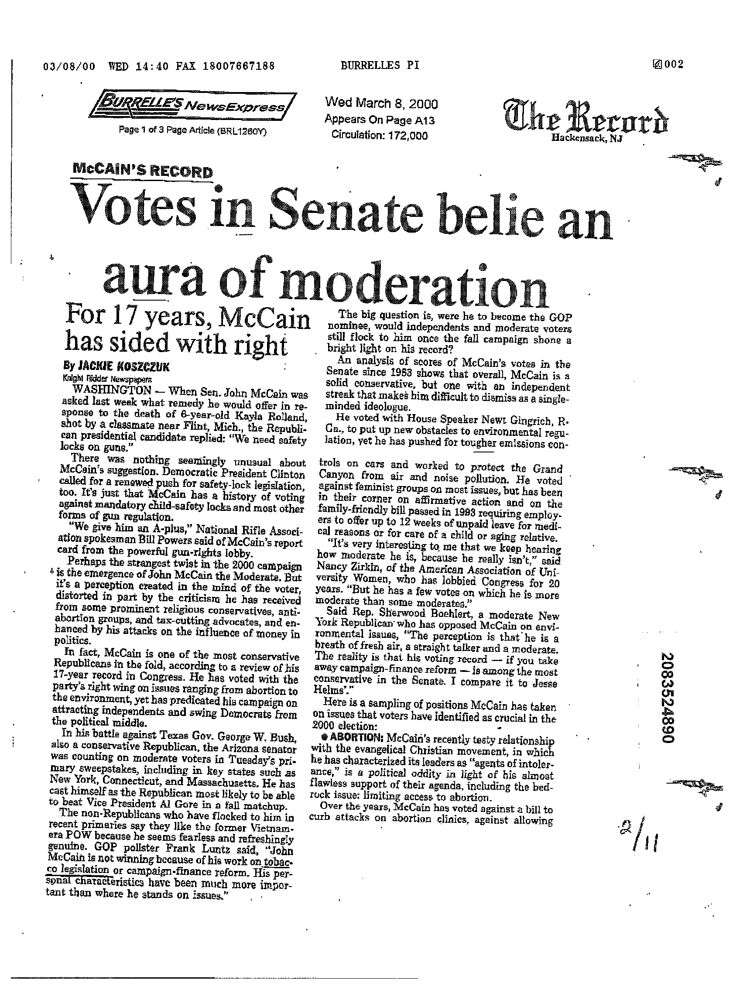 03/08/00 WED 14:40 FAX 18007667188 BURRELLES PI 002
BURRELLE'S NewsExpress
Page 1 of 3 Page Article (BRL1260Y)
Wed March 8, 2000
Appears On Page A13
Circulation: 172,000
The Record
Hackensack, NJ
McCAIN'S RECORD
Votes in Senate belie an
aura of moderation
For 17 years, McCain
has sided with right
By JACKIE KOSZCZUK
Knight Ridder Newspapers
WASHINGTON — When Sen. John McCain was
asked last week what remedy he would offer in re-
sponse to the death of 6-year-old Kayla Rolland,
shot by a classmate near Flint, Mich., the Republi-
can presidential candidate replied: "We need safety
locks on guns."
There was nothing seemingly unusual about
McCain's suggestion. Democratic President Clinton
called for a renewed push for safety-lock legislation,
too. It's just that McCain has a history of voting
against mandatory child-safety locks and most other
forms of gun regulation.
"We give him an A-plus," National Rifle Associ-
ation spokesman Bill Powers said of McCain's report
card from the powerful gun-rights lobby.
Perhaps the strangest twist in the 2000 campaign
is the emergence of John McCain the Moderate. But
it's a perception created in the mind of the voter,
distorted in part by the criticism he has received
from some prominent religious conservatives, anti-
abortion groups, and tax-cutting advocates, and en-
hanced by his attacks on the influence of money in
politics.
In fact, McCain is one of the most conservative
Republicans in the fold, according to a review of his
17-year record in Congress. He has voted with the
party's right wing on issues ranging from abortion to
the environment, yet has predicated his campaign on
attracting independents and swing Democrats from
the political middle.
In his battle against Texas Gov. George W. Bush,
also a conservative Republican, the Arizona senator
was counting on moderate voters in Tuesday's pri-
mary sweepstakes, including in key states such as
New York, Connecticut, and Massachusetts. He has
cast himself as the Republican most likely to be able
to beat Vice President Al Gore in a fall matchup.
The non-Republicans who have flocked to him in
recent primaries say they like the former Vietnam-
era POW because he seems fearless and refreshingly
genuine. GOP pollster Frank Luntz said, "John
McCain is not winning because of his work on tobac-
co legislation or campaign-finance reform. His per-
sonal characteristics have been much more impor-
tant than where he stands on issues."
The big question is, were he to become the GOP
nominee, would independents and moderate voters
still flock to him once the fall campaign shone a
bright light on his record?
An analysis of scores of McCain's votes in the
Senate since 1983 shows that overall, McCain is a
solid conservative, but one with an independent
streak that makes him difficult to dismiss as a single-
minded ideologue.
He voted with House Speaker Newt Gingrich, R-
Ga., to put up new obstacles to environmental regu-
lation, yet he has pushed for tougher emissions con-
trols on cars and worked to protect the Grand
Canyon from air and noise pollution. He voted
against feminist groups on most issues, but has been
in their corner on affirmative action and on the
family-friendly bill passed in 1993 requiring employ-
ers to offer up to 12 weeks of unpaid leave for medi-
cal reasons or for care of a child or aging relative.
"It's very interesting to me that we keep hearing
how moderate he is, because he really isn't," said
Nancy Zirkin, of the American Association of Uni-
versity Women, who has lobbied Congress for 20
years. "But he has a few votes on which he is more
moderate than some moderates."
Said Rep. Sherwood Boehlert, a moderate New
York Republican who has opposed McCain on envi-
ronmental issues, "The perception is that he is a
breath of fresh air, a straight talker and a moderate.
The reality is that his voting record — if you take
away campaign-finance reform — is among the most
conservative in the Senate. I compare it to Jesse
Helms'."
Here is a sampling of positions McCain has taken
on issues that voters have identified as crucial in the
2000 election:
● ABORTION: McCain's recently testy relationship
with the evangelical Christian movement, in which
he has characterized its leaders as "agents of intoler-
ance," is a political oddity in light of his almost
flawless support of their agenda, including the bed-
rock issue: limiting access to abortion.
Over the years, McCain has voted against a bill to
curb attacks on abortion clinics, against allowing
2083524890
2/11